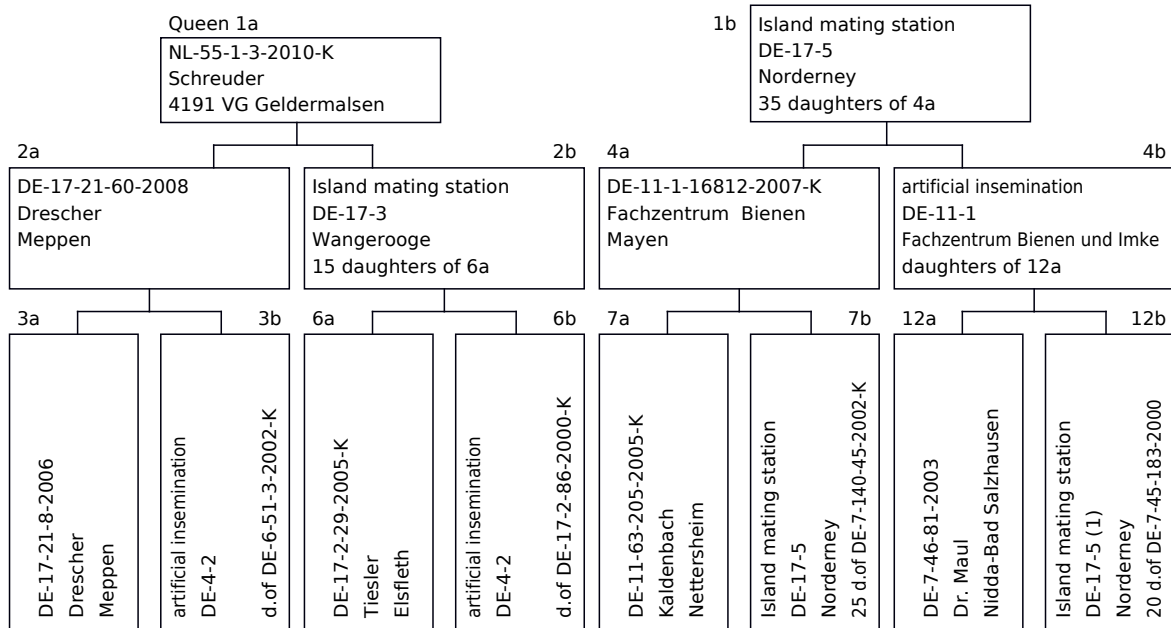 Queen 1a
NL-55-1-3-2010-K
Schreuder
4191 VG Geldermalsen
1b
Island mating station
DE-17-5
Norderney
35 daughters of 4a
2a
DE-17-21-60-2008
Drescher
Meppen
2b
Island mating station
DE-17-3
Wangerooge
15 daughters of 6a
4a
DE-11-1-16812-2007-K
Fachzentrum Bienen
Mayen
4b
artificial insemination
DE-11-1
Fachzentrum Bienen und Imke
daughters of 12a
3a
DE-17-21-8-2006
Drescher
Meppen
3b
artificial insemination
DE-4-2
d.of DE-6-51-3-2002-K
6a
DE-17-2-29-2005-K
Tiesler
Elsfleth
6b
artificial insemination
DE-4-2
d.of DE-17-2-86-2000-K
7a
DE-11-63-205-2005-K
Kaldenbach
Nettersheim
7b
Island mating station
DE-17-5
Norderney
25 d.of DE-7-140-45-2002-K
12a
DE-7-46-81-2003
Dr. Maul
Nidda-Bad Salzhausen
12b
Island mating station
DE-17-5 (1)
Norderney
20 d.of DE-7-45-183-2000